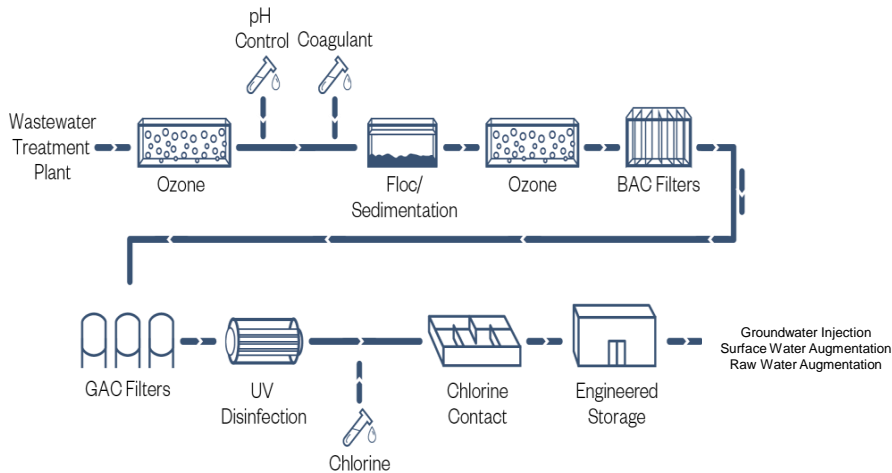 pH
Control
Coagulant
Wastewater
Treatment
Plant
Ozone
Floc/
Sedimentation
Ozone
BAC Filters
GAC Filters
UV
Disinfection
Chlorine
Chlorine
Contact
Engineered
Storage
Groundwater Injection
Surface Water Augmentation
Raw Water Augmentation